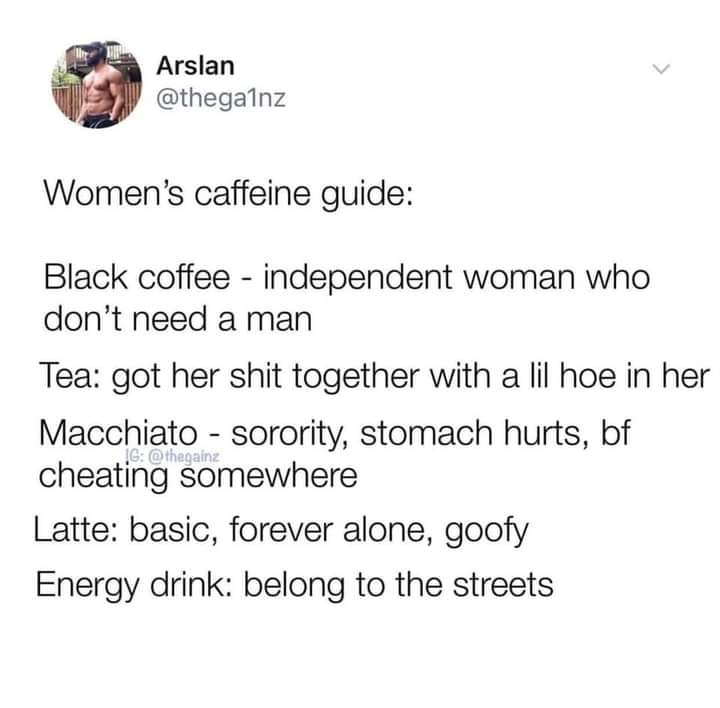 Arslan
@thega1nz
Women’s caffeine guide:
Black coffee - independent woman who
don’t need a man
Tea: got her shit together with a lil hoe in her
Macchiato - sorority, stomach hurts, bf
IG: @thegainz
cheating somewhere
Latte: basic, forever alone, goofy
Energy drink: belong to the streets